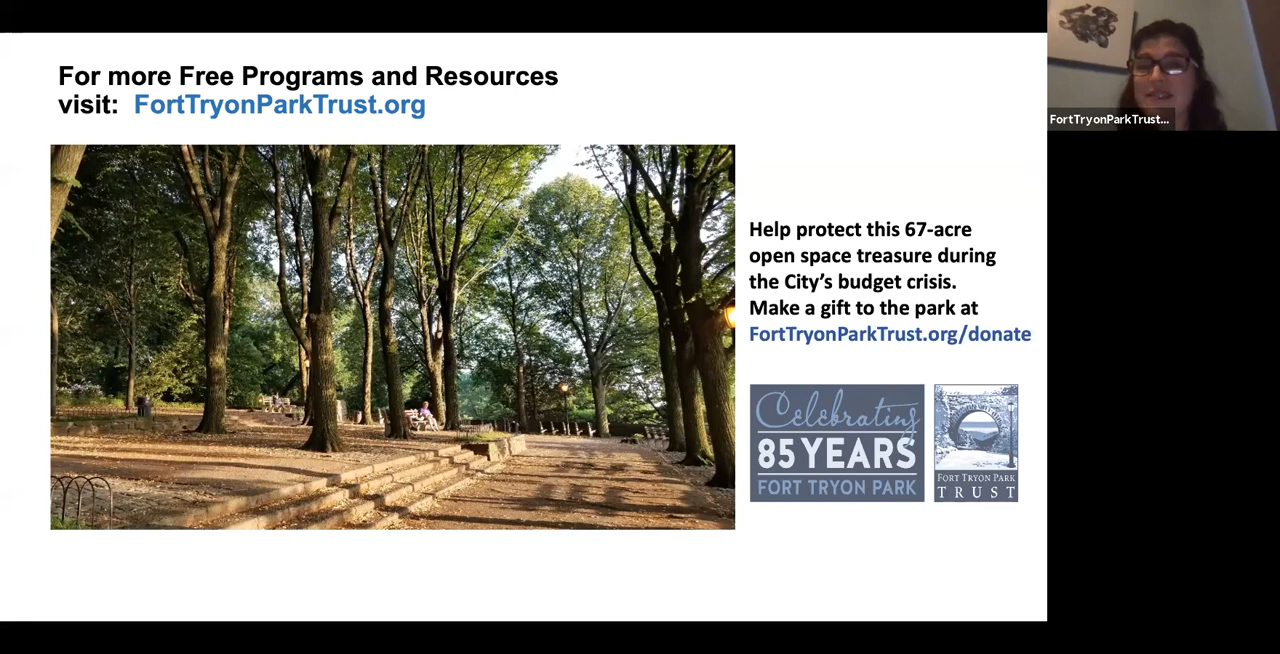 For more Free Programs and Resources
visit: FortTryonParkTrust.org
FortTryonParkTrust...
Help protect this 67-acre
open space treasure during
the City’s budget crisis.
Make a gift to the park at
FortTryonParkTrust.org/donate
Celebrating
85 YEARS
FORT TRYON PARK
FORT TRYON PARK
TRUST